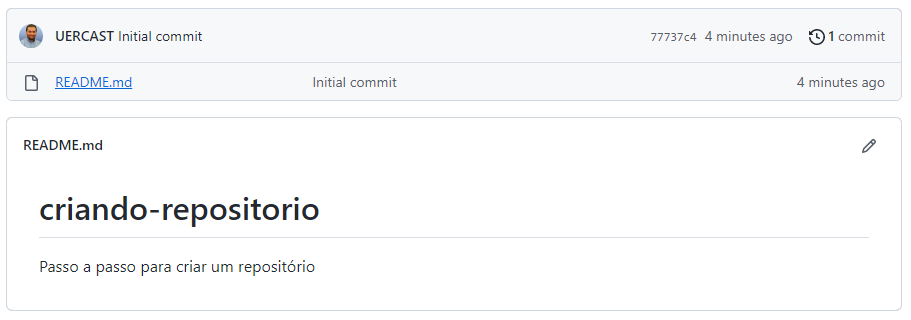 UERCAST Initial commit 77737c4 4 minutes ago 1 commit
README.md Initial commit 4 minutes ago
README.md
criando-repositorio
Passo a passo para criar um repositório